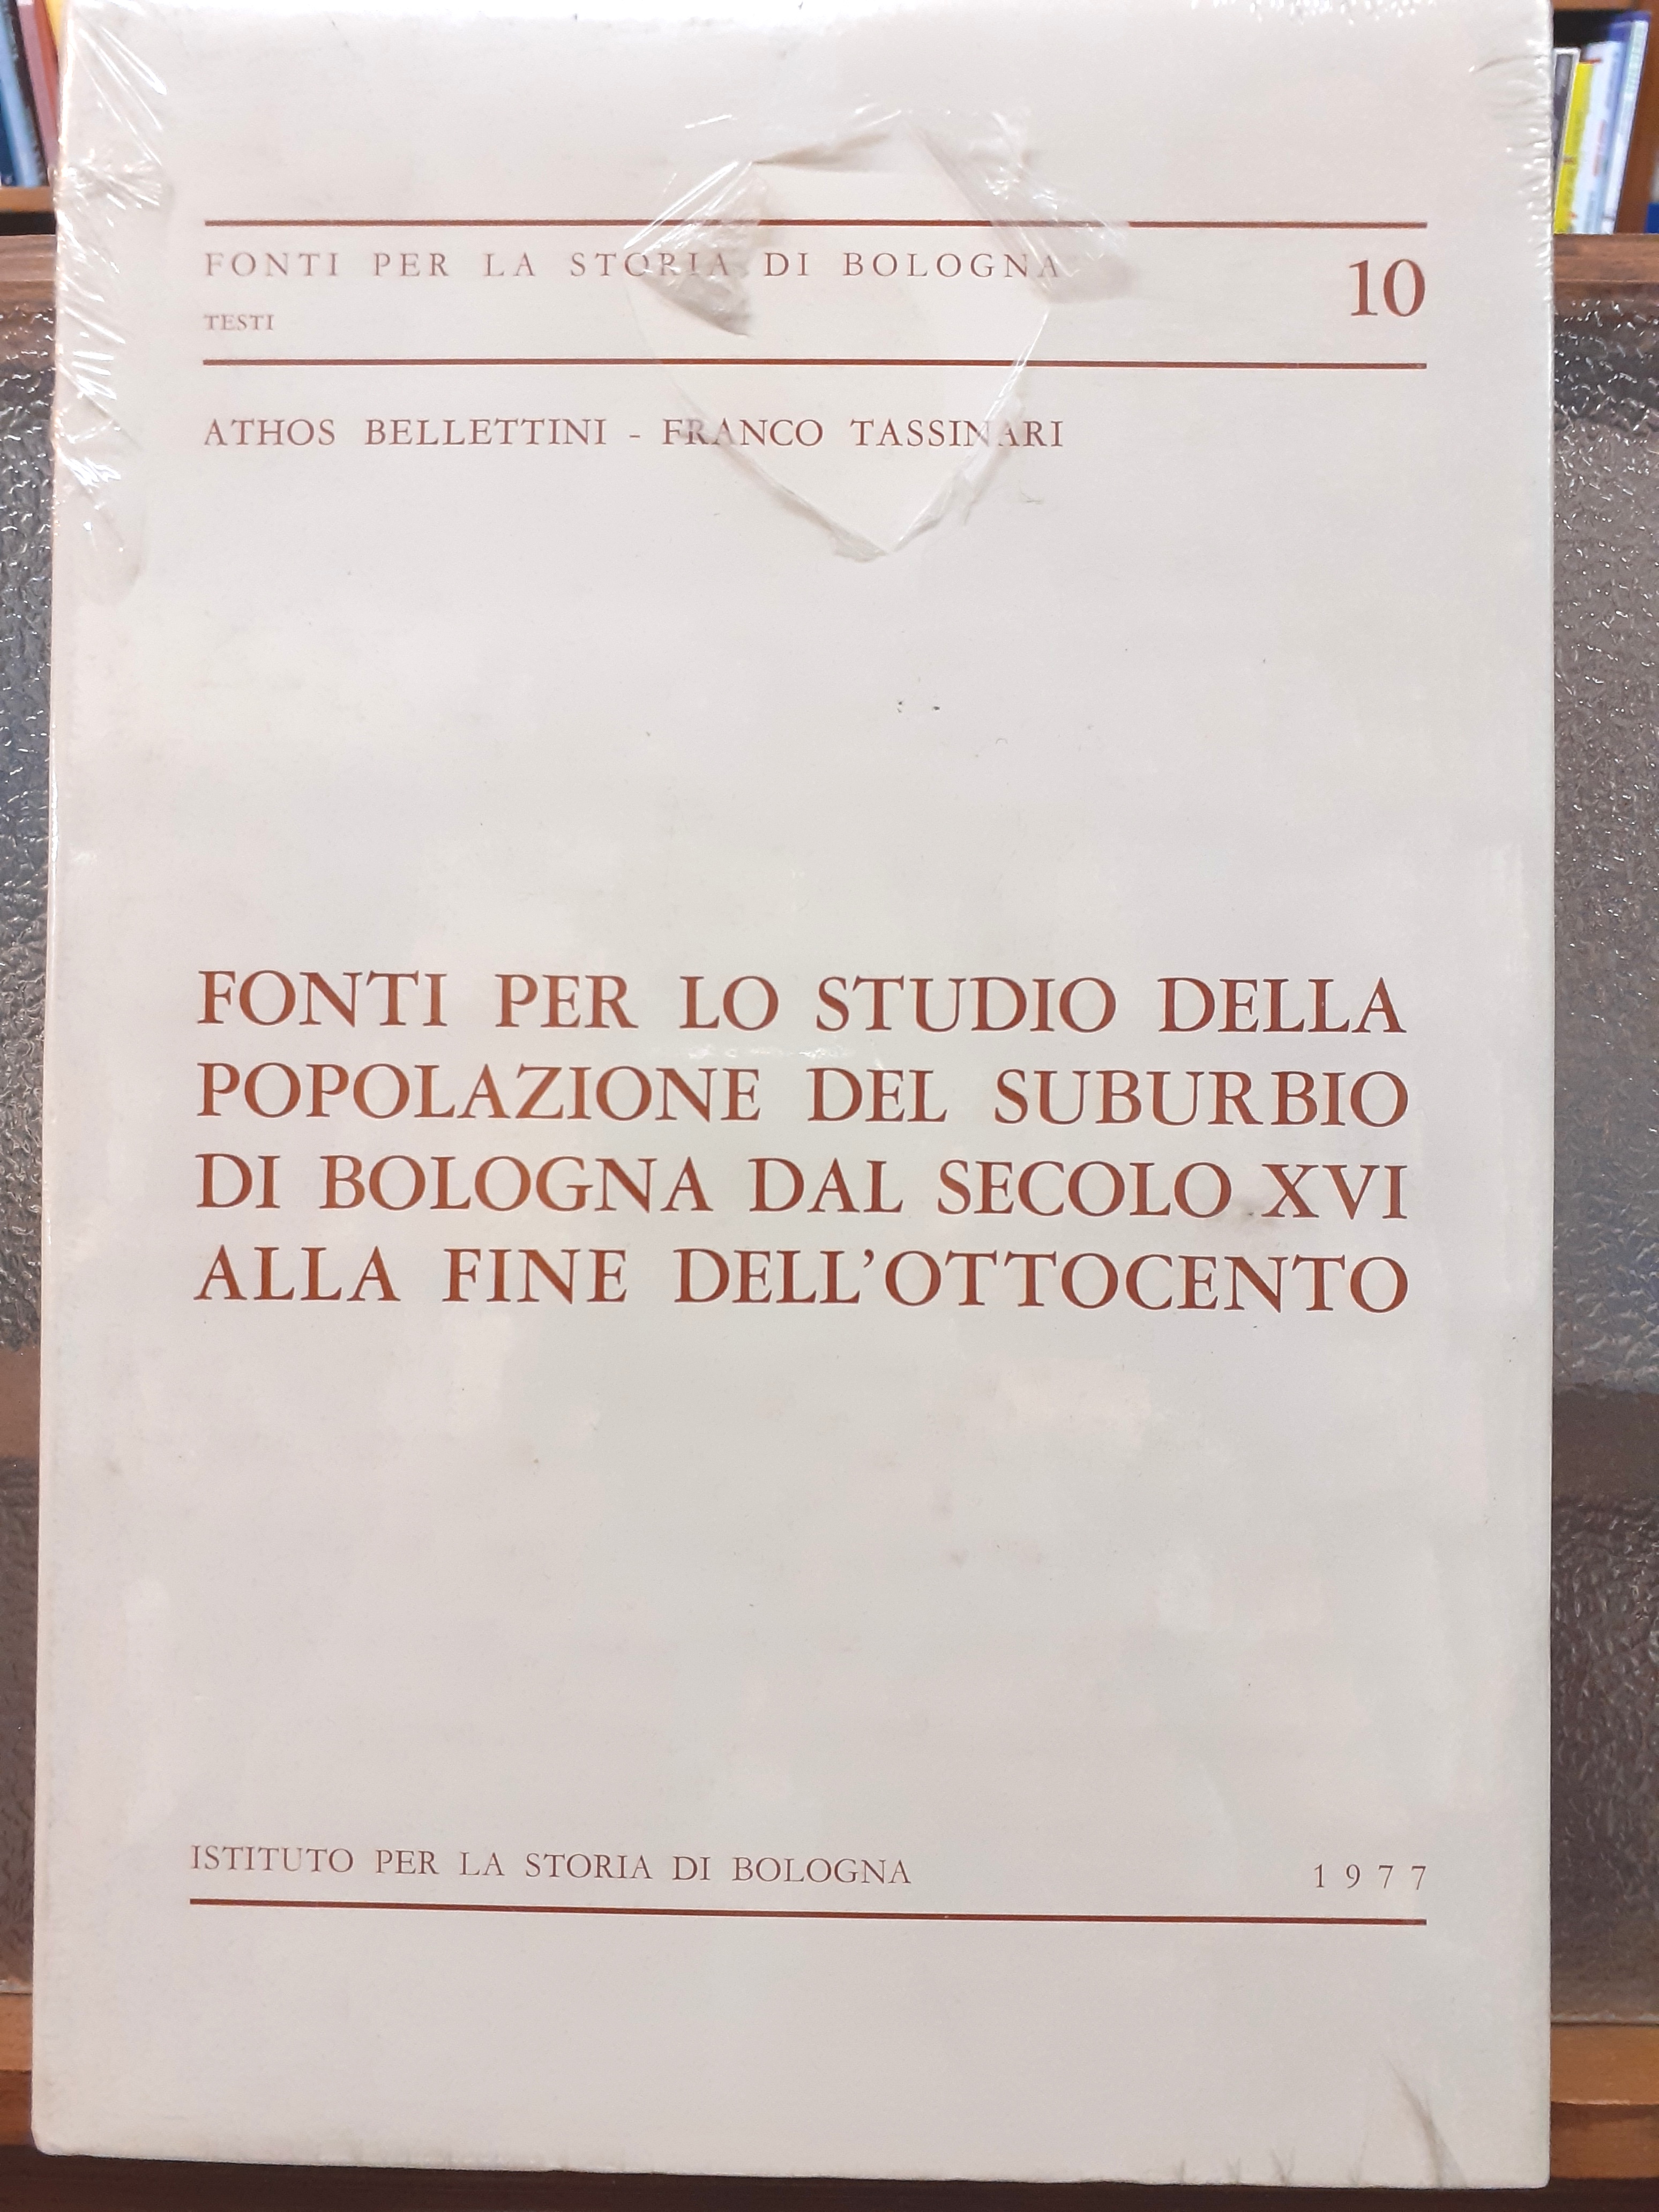 FONTI PER LA STORIA DI BOLOGNA
10
TESTI
ATHOS BELLETTINI - FRANCO TASSINARI
FONTI PER LO STUDIO DELLA
POPOLAZIONE DEL SUBURBIO
DI BOLOGNA DAL SECOLO XVI
ALLA FINE DELL'OTTOCENTO
ISTITUTO PER LA STORIA DI BOLOGNA 1977